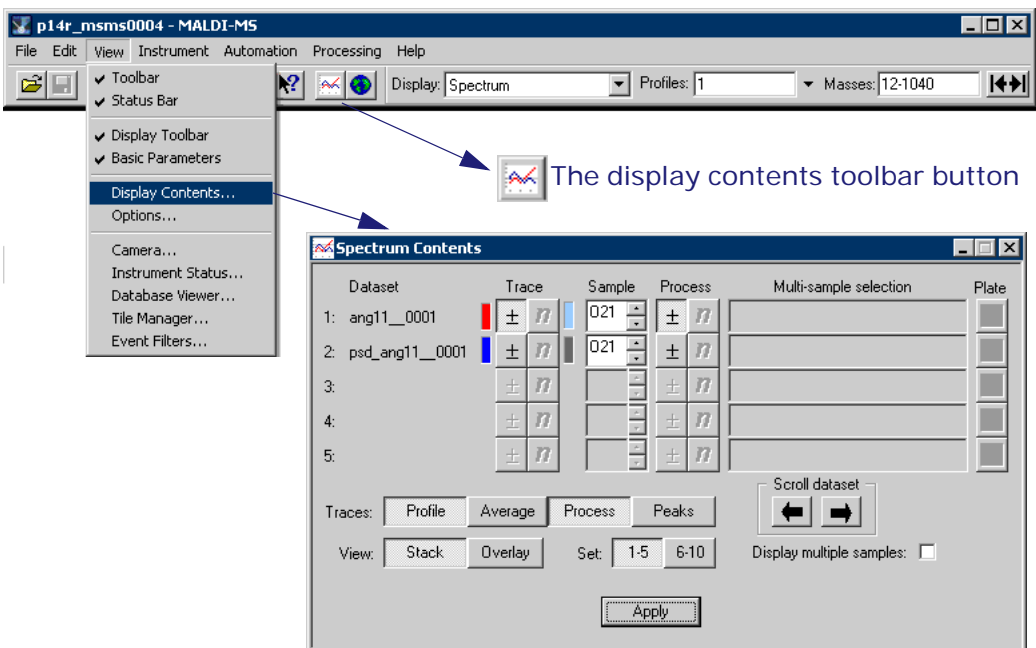 p14r_msms0004 - MALDI-MS
File Edit View Instrument Automation Processing Help
Display: Spectrum Profiles: 1 Masses: 12-1040
Toolbar
Status Bar
Display Toolbar
Basic Parameters
Display Contents...
Options...
Camera...
Instrument Status...
Database Viewer...
Tile Manager...
Event Filters...
The display contents toolbar button
Spectrum Contents
Dataset Trace Sample Process Multi-sample selection Plate
1: ang11__0001 ± n 021 ± n
2: psd_ang11__0001 ± n 021 ± n
3: ± n ± n
4: ± n ± n
5: ± n ± n
Scroll dataset
Traces: Profile Average Process Peaks
View: Stack Overlay Set: 1-5 6-10 Display multiple samples:
Apply